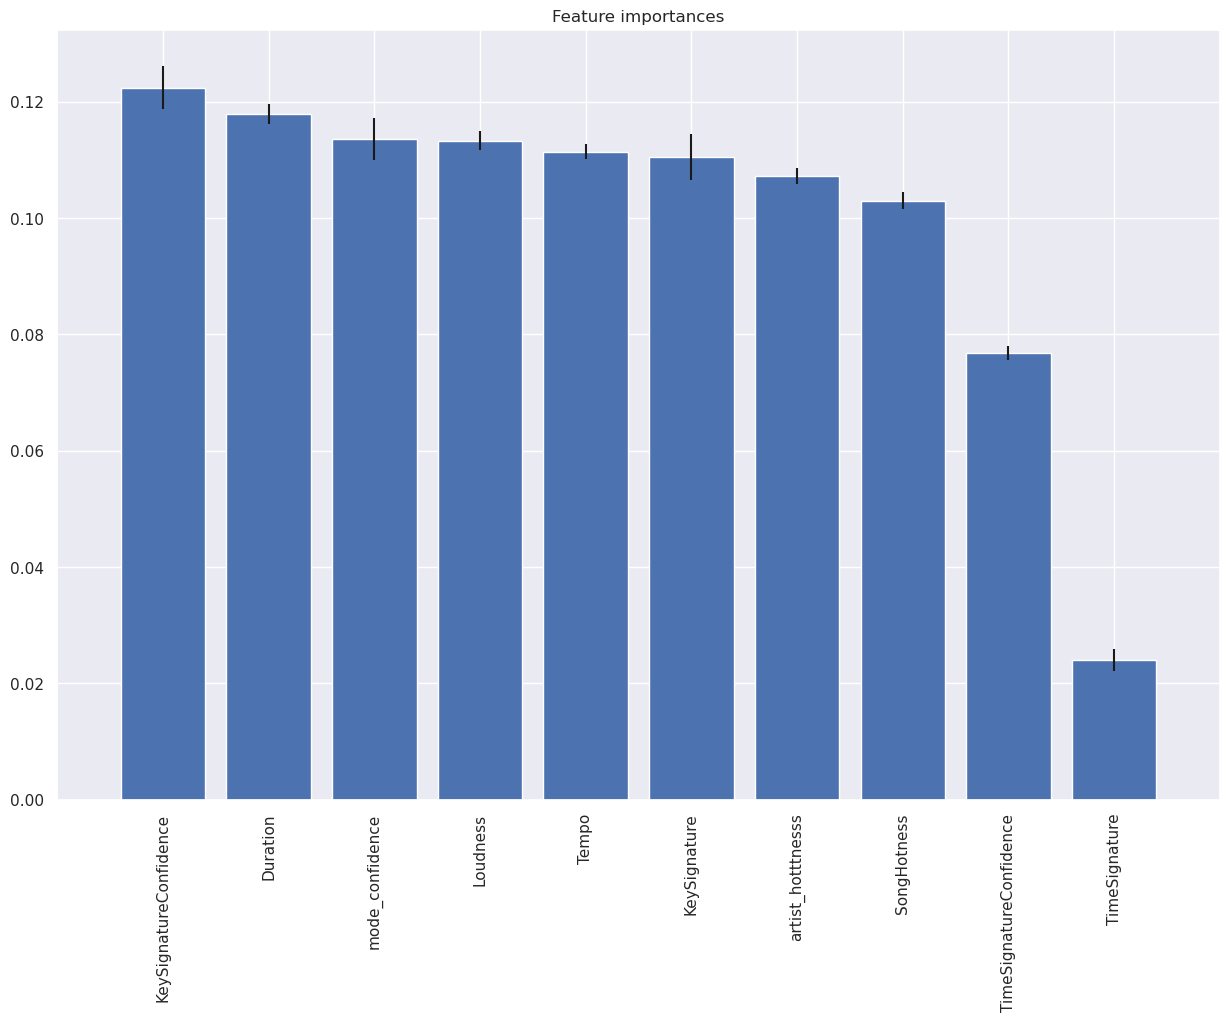 Feature importances
0.12
0.10
0.08
0.06
0.04
0.02
0.00
KeySignatureConfidence
Duration
mode_confidence
Loudness
Tempo
KeySignature
artist_hotttnesss
SongHotness
TimeSignatureConfidence
TimeSignature